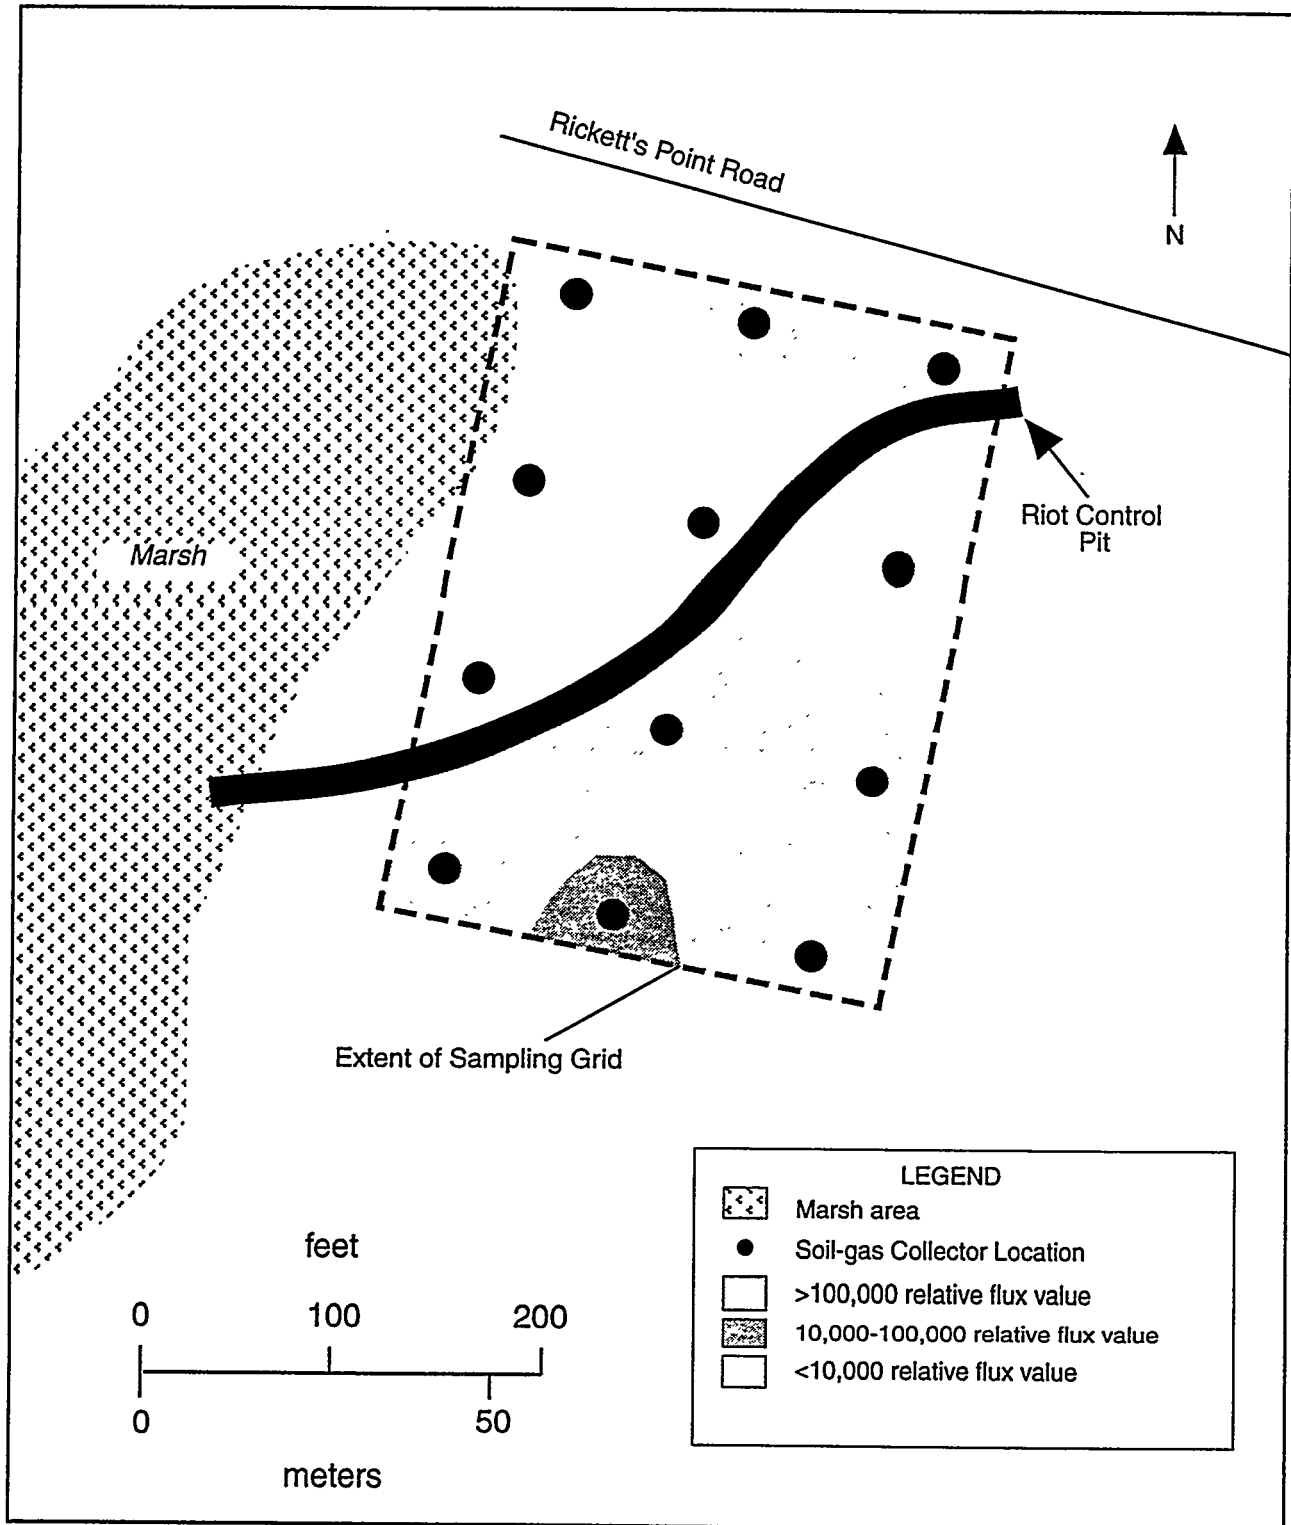 Rickett's Point Road
N
Riot Control
Pit
Marsh
Extent of Sampling Grid
LEGEND
Marsh area
Soil-gas Collector Location
>100,000 relative flux value
10,000-100,000 relative flux value
<10,000 relative flux value
feet
0 100 200
0 50
meters